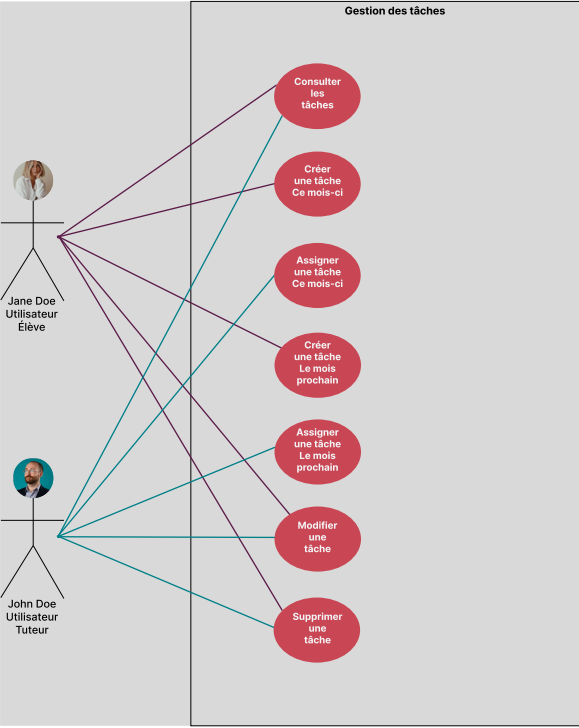 Gestion des tâches
Consulter
les
tâches
Créer
une tâche
Ce mois-ci
Assigner
une tâche
Ce mois-ci
Jane Doe
Utilisateur
Élève
Créer
une tâche
Le mois
prochain
Assigner
une tâche
Le mois
prochain
Modifier
une
tâche
John Doe
Utilisateur
Tuteur
Supprimer
une
tâche